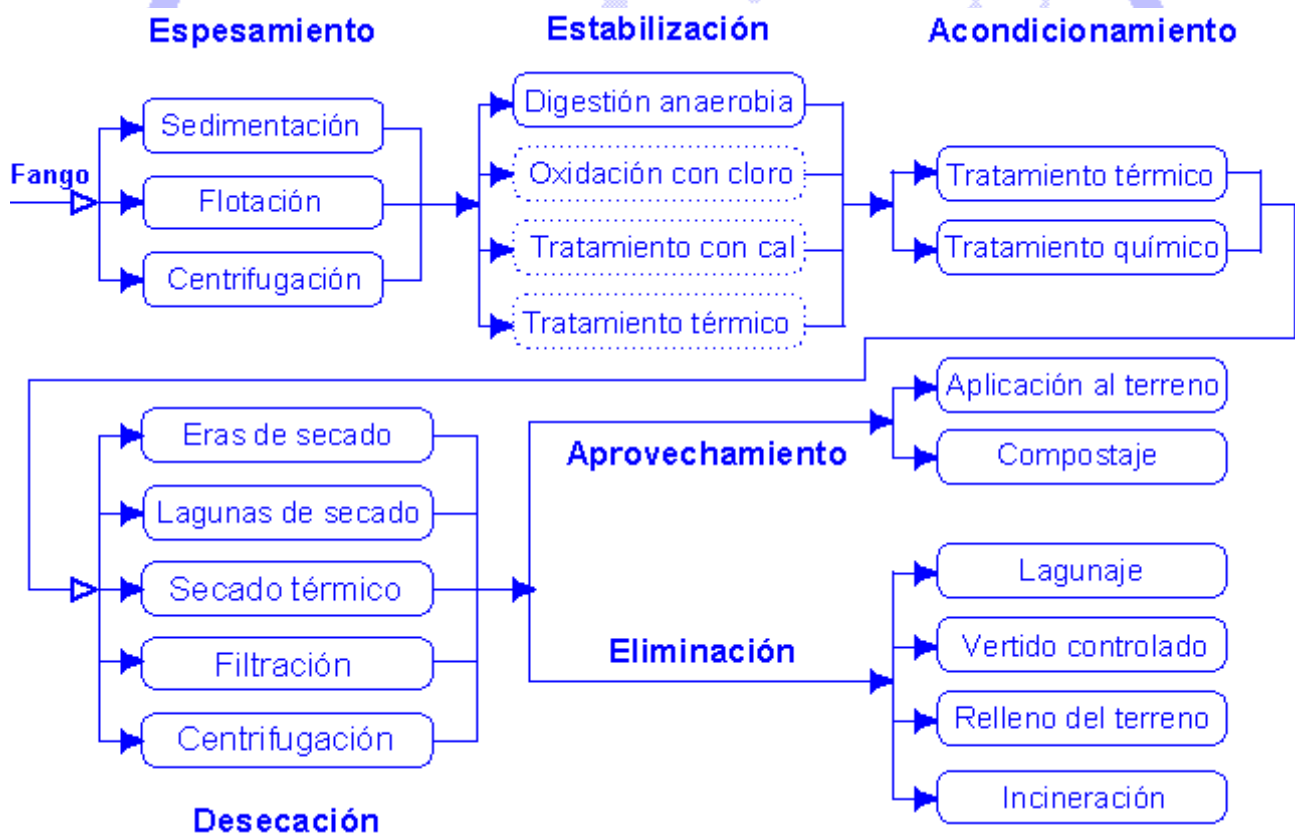 Espesamiento
Estabilización
Acondicionamiento
Fango
Sedimentación
Flotación
Centrifugación
Digestión anaerobia
Oxidación con cloro
Tratamiento con cal
Tratamiento térmico
Tratamiento térmico
Tratamiento químico
Eras de secado
Lagunas de secado
Secado térmico
Filtración
Centrifugación
Desecación
Aprovechamiento
Aplicación al terreno
Compostaje
Eliminación
Lagunaje
Vertido controlado
Relleno del terreno
Incineración